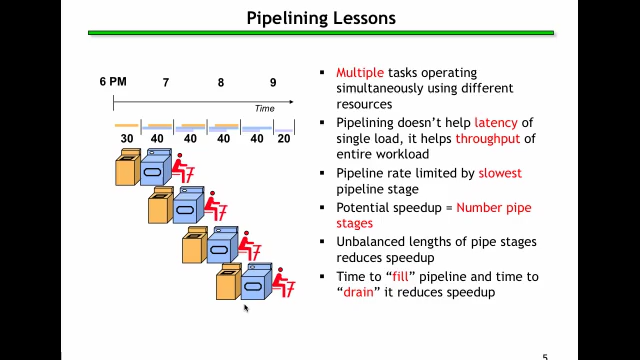 Pipelining Lessons
6 PM 7 8 9
Time
30 40 40 40 40 20
▪ Multiple tasks operating
simultaneously using different
resources
▪ Pipelining doesn't help latency of
single load, it helps throughput of
entire workload
▪ Pipeline rate limited by slowest
pipeline stage
▪ Potential speedup = Number pipe
stages
▪ Unbalanced lengths of pipe stages
reduces speedup
▪ Time to “fill” pipeline and time to
“drain” it reduces speedup
5